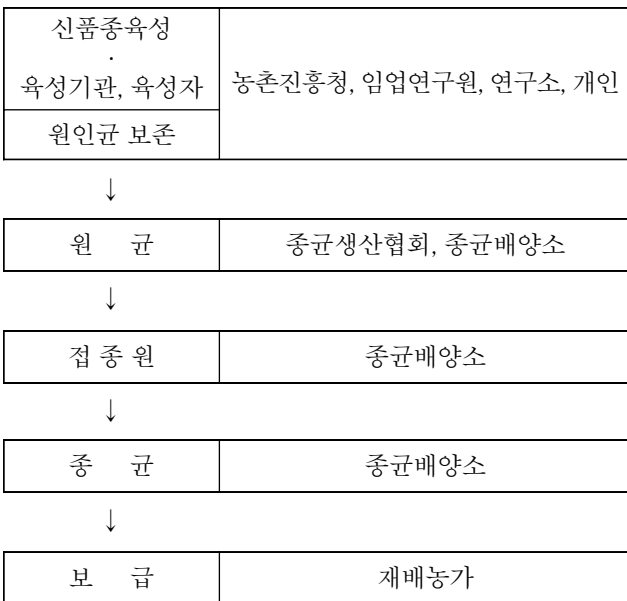 신품종육성
·
육성기관, 육성자
농촌진흥청, 임업연구원, 연구소, 개인
원인균 보존
↓
원 균
종균생산협회, 종균배양소
↓
접 종 원
종균배양소
↓
종 균
종균배양소
↓
보 급
재배농가